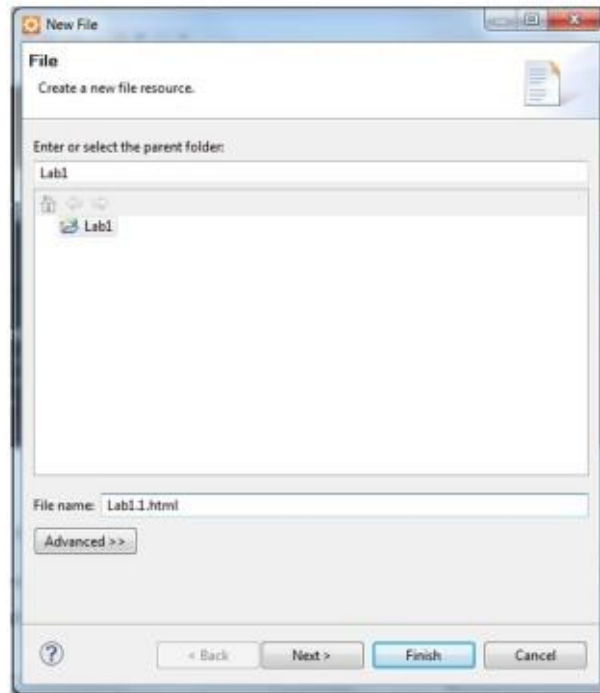 New File
File
Create a new file resource.
Enter or select the parent folder:
Lab1
Lab1
File name: Lab1.1.html
Advanced >>
? < Back Next > Finish Cancel